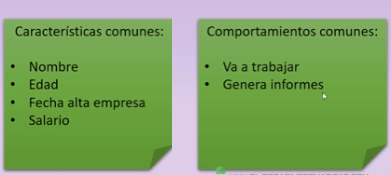 Características comunes:
• Nombre
• Edad
• Fecha alta empresa
• Salario
Comportamientos comunes:
• Va a trabajar
• Genera informes